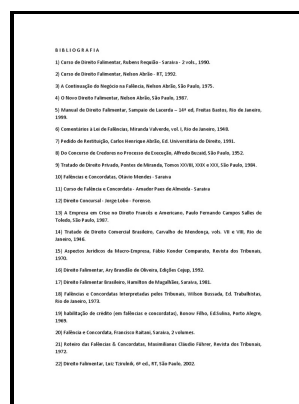 BIBLIOGRAFIA
1) Curso de Direito Falimentar, Rubens Requião - Saraiva - 2 vols., 1990.
2) Curso de Direito Falimentar, Nelson Abrão - RT, 1992.
3) A Continuação do Negócio na Falência, Nelson Abrão, São Paulo, 1975.
4) O Novo Direito Falimentar, Nelson Abrão, São Paulo, 1987.
5) Manual de Direito Falimentar, Sampaio de Lacerda – 14ª ed, Freitas Bastos, Rio de Janeiro,
1999.
6) Comentários à Lei de Falências, Miranda Valverde, vol. I, Rio de Janeiro, 1948.
7) Pedido de Restituição, Carlos Henrique Abrão, Ed. Universitária de Direito, 1991.
8) Do Concurso de Credores no Processo de Execução, Alfredo Buzaid, São Paulo, 1952.
9) Tratado de Direito Privado, Pontes de Miranda, Tomos XXVIII, XXIX e XXX, São Paulo, 1984.
10) Falências e Concordatas, Otávio Mendes - Saraiva
11) Curso de Falência e Concordata - Amador Paes de Almeida - Saraiva
12) Direito Concursal - Jorge Lobo - Forense.
13) A Empresa em Crise no Direito Francês e Americano, Paulo Fernando Campos Salles de
Toledo, São Paulo, 1987.
14) Tratado de Direito Comercial Brasileiro, Carvalho de Mendonça, vols. VII e VIII, Rio de
Janeiro, 1946.
15) Aspectos Jurídicos da Macro-Empresa, Fábio Konder Comparato, Revista dos Tribunais,
1970.
16) Direito Falimentar, Ary Brandão de Oliveira, Edições Cejup, 1992.
17) Direito Falimentar Brasileiro, Hamilton de Magalhães, Saraiva, 1981.
18) Falências e Concordatas interpretadas pelos Tribunais, Wilson Bussada, Ed. Trabalhistas,
Rio de Janeiro, 1973.
19) habilitação de crédito (em falências e concordatas), Bonow Filho, Ed.Sulina, Porto Alegre,
1969.
20) Falência e Concordata, Francisco Raitani, Saraiva, 2 volumes.
21) Roteiro das Falências & Concordatas, Maximilianus Cláudio Führer, Revista dos Tribunais,
1972.
22) Direito Falimentar, Luiz Tzirulnik, 6ª ed., RT, São Paulo, 2002.